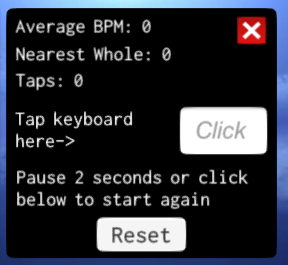 Average BPM: 0
Nearest Whole: 0
Taps: 0
Tap keyboard
here->
Click
Pause 2 seconds or click
below to start again
Reset